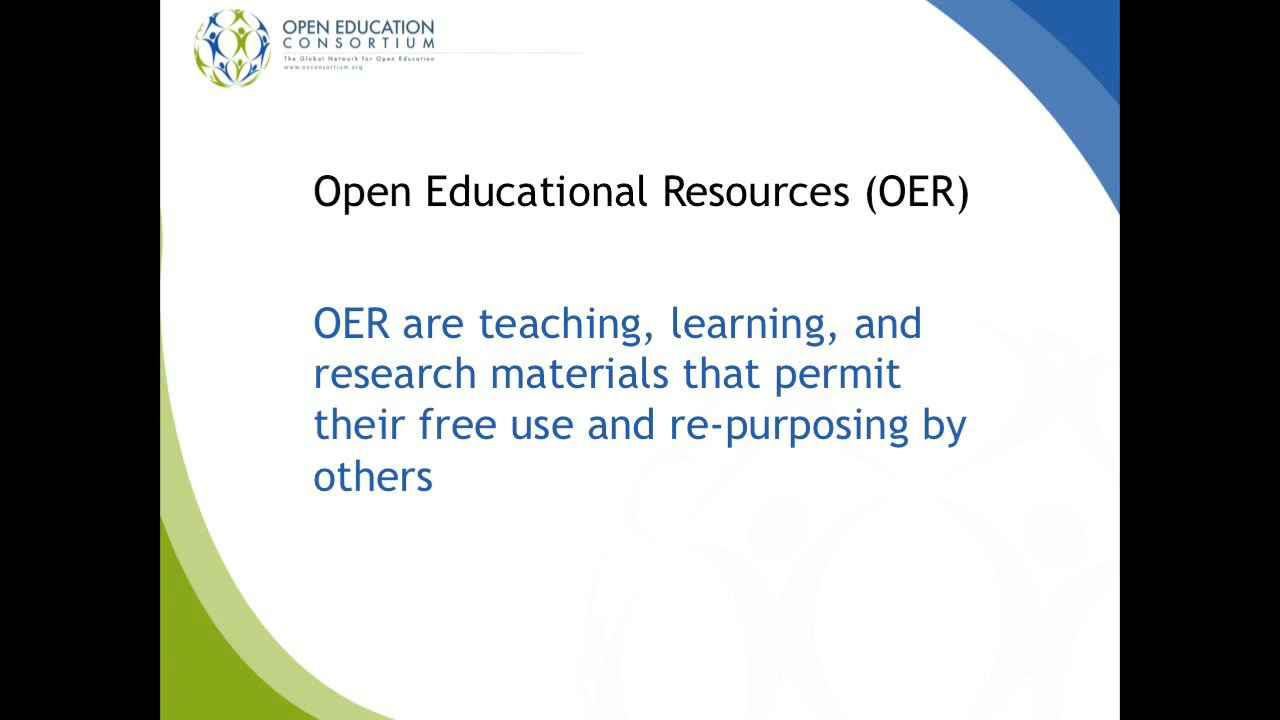 OPEN EDUCATION
CONSORTIUM
The Global Network for Open Education
www.oeconsortium.org
Open Educational Resources (OER)
OER are teaching, learning, and
research materials that permit
their free use and re-purposing by
others